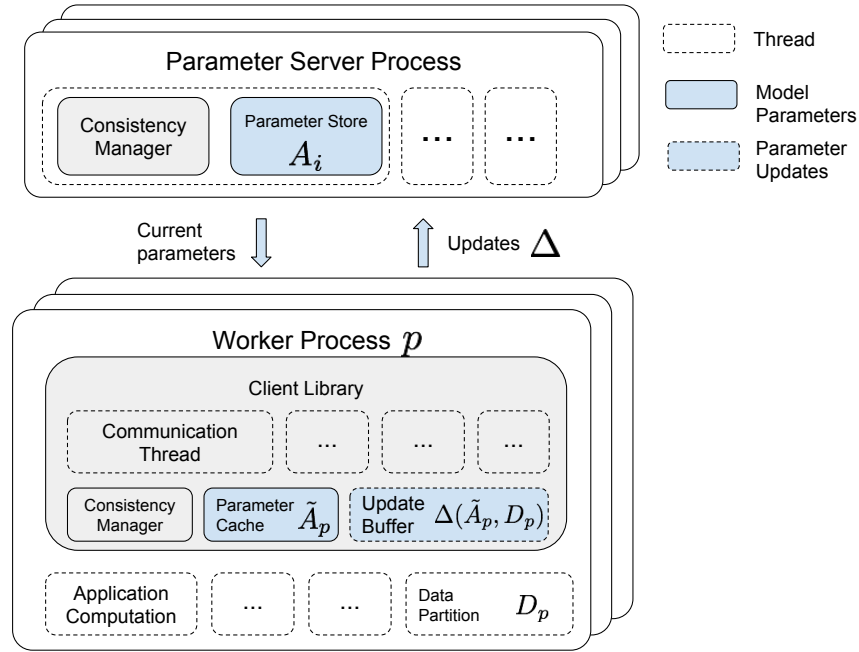 Parameter Server Process
Thread
Model
Parameters
Parameter
Updates
Consistency
Manager
Parameter Store
A_i
...
...
Current
parameters
Updates Δ
Worker Process p
Client Library
Communication
Thread
...
...
...
Consistency
Manager
Parameter
Cache
Ã_p
Update
Buffer
Δ(Ã_p, D_p)
Application
Computation
...
...
Data
Partition
D_p